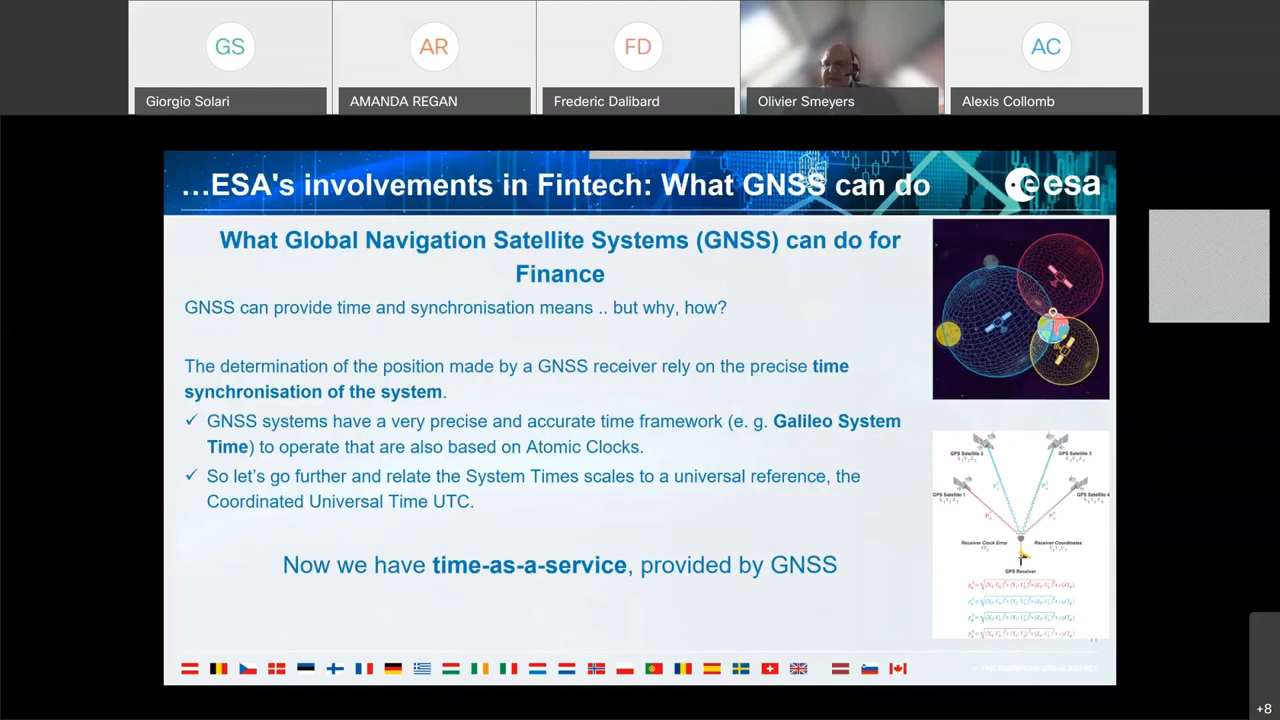 GS
AR
FD
AC
Giorgio Solari
AMANDA REGAN
Frederic Dalibard
Olivier Smeyers
Alexis Collomb
...ESA's involvements in Fintech: What GNSS can do
esa
What Global Navigation Satellite Systems (GNSS) can do for
Finance
GNSS can provide time and synchronisation means .. but why, how?
The determination of the position made by a GNSS receiver rely on the precise time
synchronisation of the system.
✓ GNSS systems have a very precise and accurate time framework (e. g. Galileo System
Time) to operate that are also based on Atomic Clocks.
✓ So let's go further and relate the System Times scales to a universal reference, the
Coordinated Universal Time UTC.
Now we have time-as-a-service, provided by GNSS
GPS Satellite 2
GPS Satellite 3
GPS Satellite 1
GPS Satellite 4
Receiver Clock Error
Receiver Coordinates
GPS Receiver
THE EUROPEAN SPACE AGENCY
+8